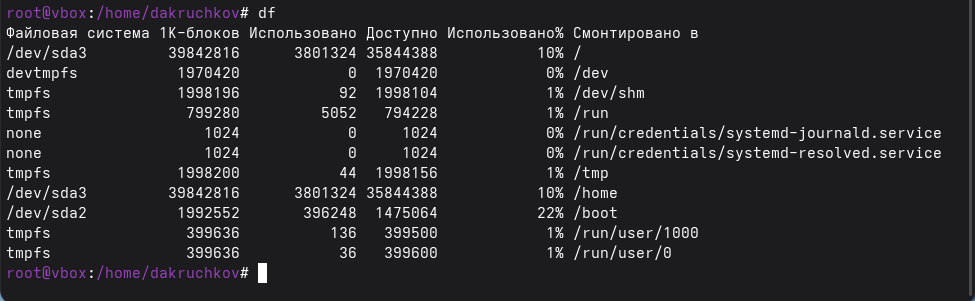 root@vbox:/home/dakruchkov# df
Файловая система 1K-блоков Использовано Доступно Использовано% Смонтировано в
/dev/sda3         39842816      3801324 35844388           10% /
devtmpfs           1970420            0  1970420            0% /dev
tmpfs              1998196           92  1998104            1% /dev/shm
tmpfs               799280         5052   794228            1% /run
none                  1024            0     1024            0% /run/credentials/systemd-journald.service
none                  1024            0     1024            0% /run/credentials/systemd-resolved.service
tmpfs              1998200           44  1998156            1% /tmp
/dev/sda3         39842816      3801324 35844388           10% /home
/dev/sda2          1992552       396248  1475064           22% /boot
tmpfs               399636          136   399500            1% /run/user/1000
tmpfs               399636           36   399600            1% /run/user/0
root@vbox:/home/dakruchkov#